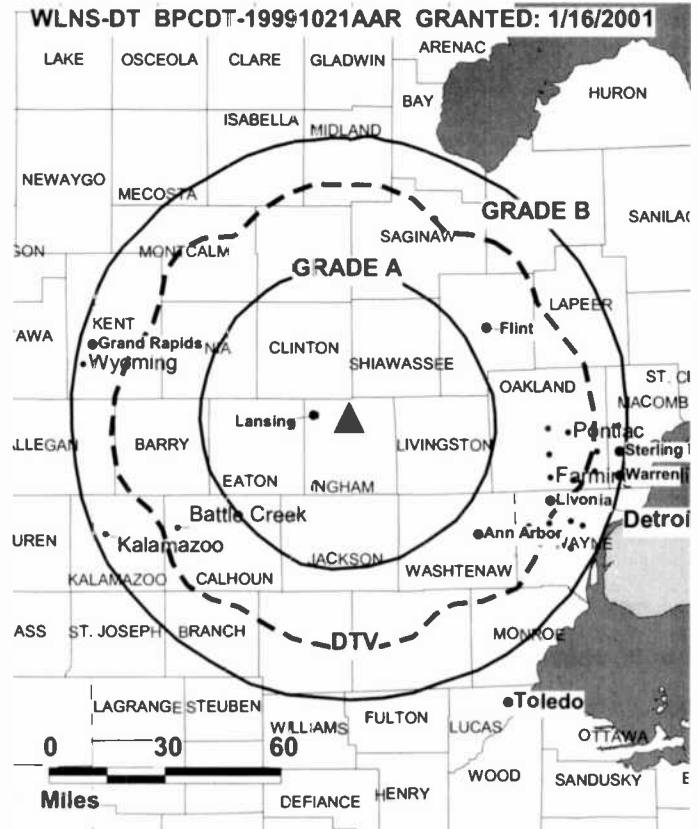 WLNS-DT BPCDT-19991021AAR GRANTED: 1/16/2001
LAKE OSCEOLA CLARE GLADWIN ARENAC
BAY HURON
ISABELLA MIDLAND
NEWAYGO MECOSTA
GRADE B SANILAC
SAGINAW
MONTCALM
GRADE A
LAPEER
KENT
Grand Rapids
Wyoming
CLINTON
Flint
SHIAWASSEE
OAKLAND
MACOMB
Lansing
Pontiac
BARRY LIVINGSTON
Sterling
Farmin
Warren
EATON INGHAM
Livonia
Battle Creek Detroi
Kalamazoo Ann Arbor
WAYNE
JACKSON
KALAMAZOO CALHOUN WASHTENAW
ST. JOSEPH BRANCH DTV MONROE
LAGRANGE STEUBEN
Toledo
WILLIAMS FULTON LUCAS
OTTAWA
0 30 60
WOOD SANDUSKY
Miles
DEFIANCE HENRY